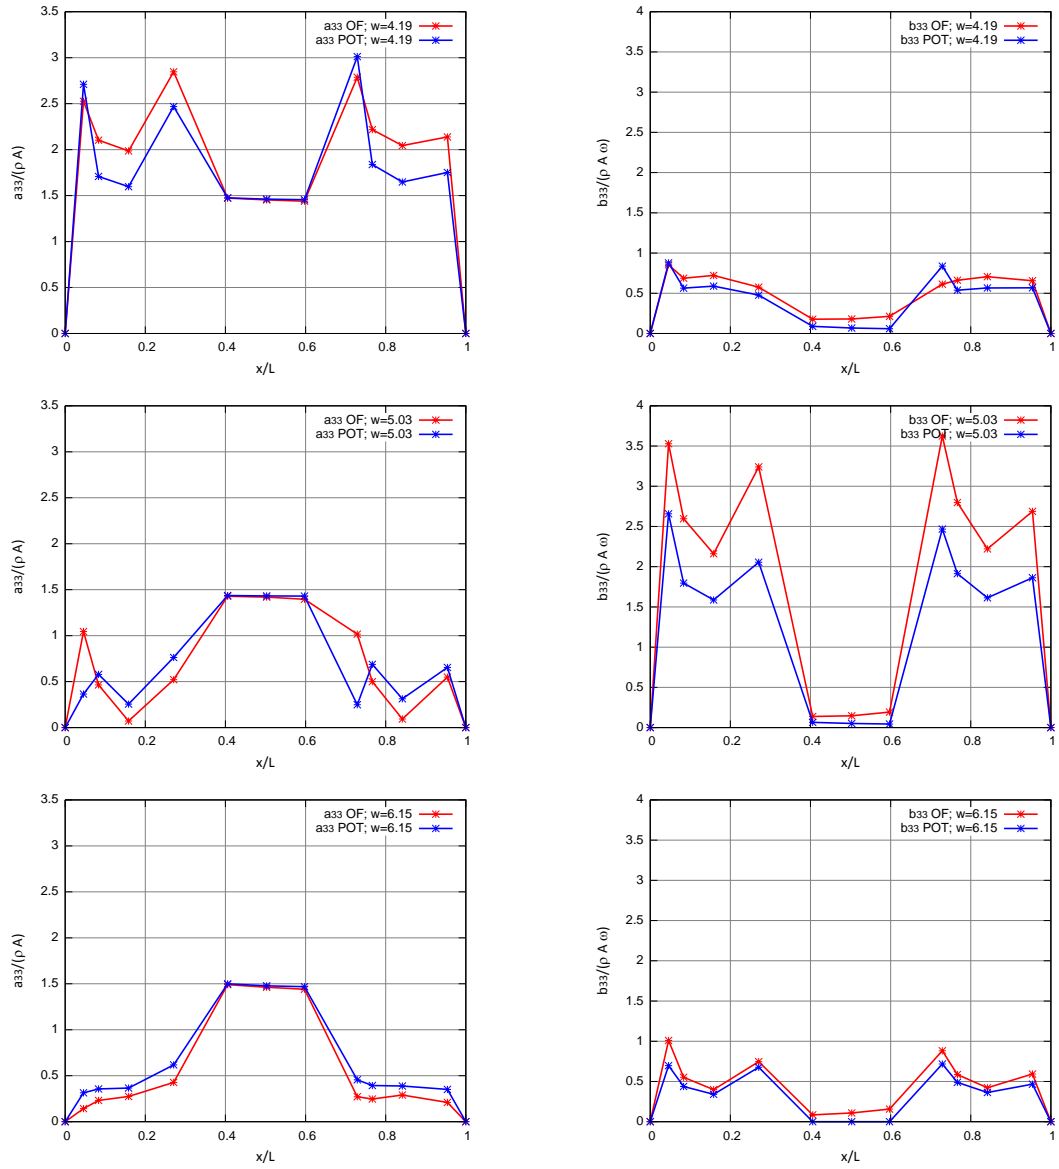 a33 OF; w=4.19
a33 POT; w=4.19
3.5
3
2.5
2
1.5
1
0.5
0
a33/(ρ A)
0 0.2 0.4 0.6 0.8 1
x/L
b33 OF; w=4.19
b33 POT; w=4.19
4
3.5
3
2.5
2
1.5
1
0.5
0
b33/(ρ A ω)
0 0.2 0.4 0.6 0.8 1
x/L
a33 OF; w=5.03
a33 POT; w=5.03
3.5
3
2.5
2
1.5
1
0.5
0
a33/(ρ A)
0 0.2 0.4 0.6 0.8 1
x/L
b33 OF; w=5.03
b33 POT; w=5.03
4
3.5
3
2.5
2
1.5
1
0.5
0
b33/(ρ A ω)
0 0.2 0.4 0.6 0.8 1
x/L
a33 OF; w=6.15
a33 POT; w=6.15
3.5
3
2.5
2
1.5
1
0.5
0
a33/(ρ A)
0 0.2 0.4 0.6 0.8 1
x/L
b33 OF; w=6.15
b33 POT; w=6.15
4
3.5
3
2.5
2
1.5
1
0.5
0
b33/(ρ A ω)
0 0.2 0.4 0.6 0.8 1
x/L